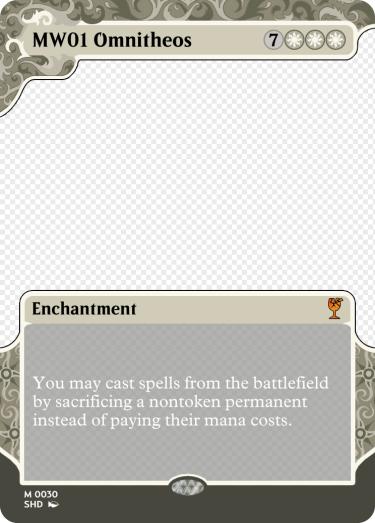 MW01 Omnitheos 7
Enchantment
You may cast spells from the battlefield
by sacrificing a nontoken permanent
instead of paying their mana costs.
M 0030
SHD